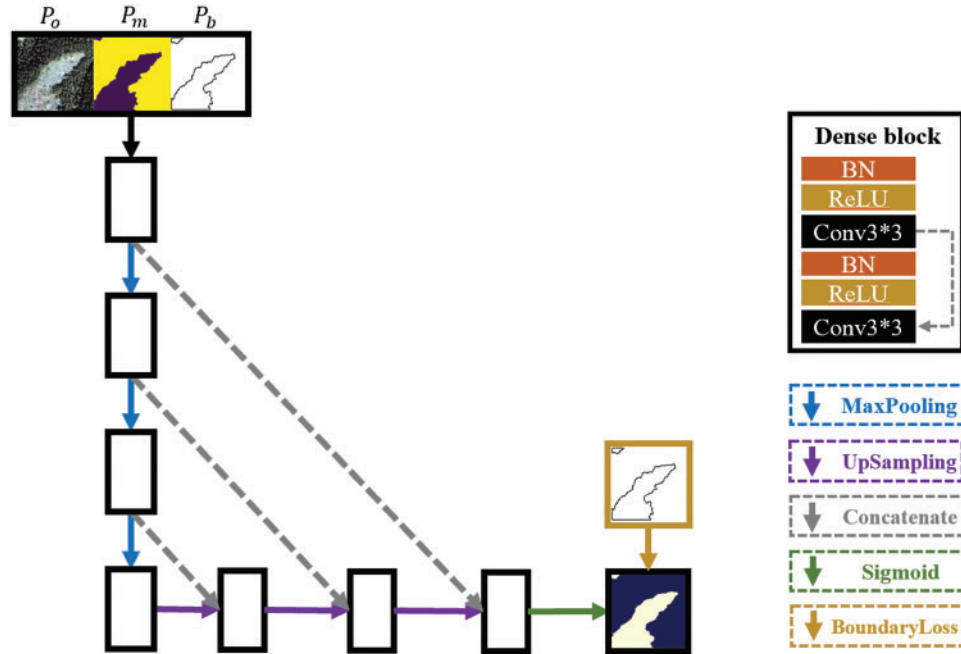 P_o P_m P_b
Dense block
BN
ReLU
Conv3*3
BN
ReLU
Conv3*3
MaxPooling
UpSampling
Concatenate
Sigmoid
BoundaryLoss